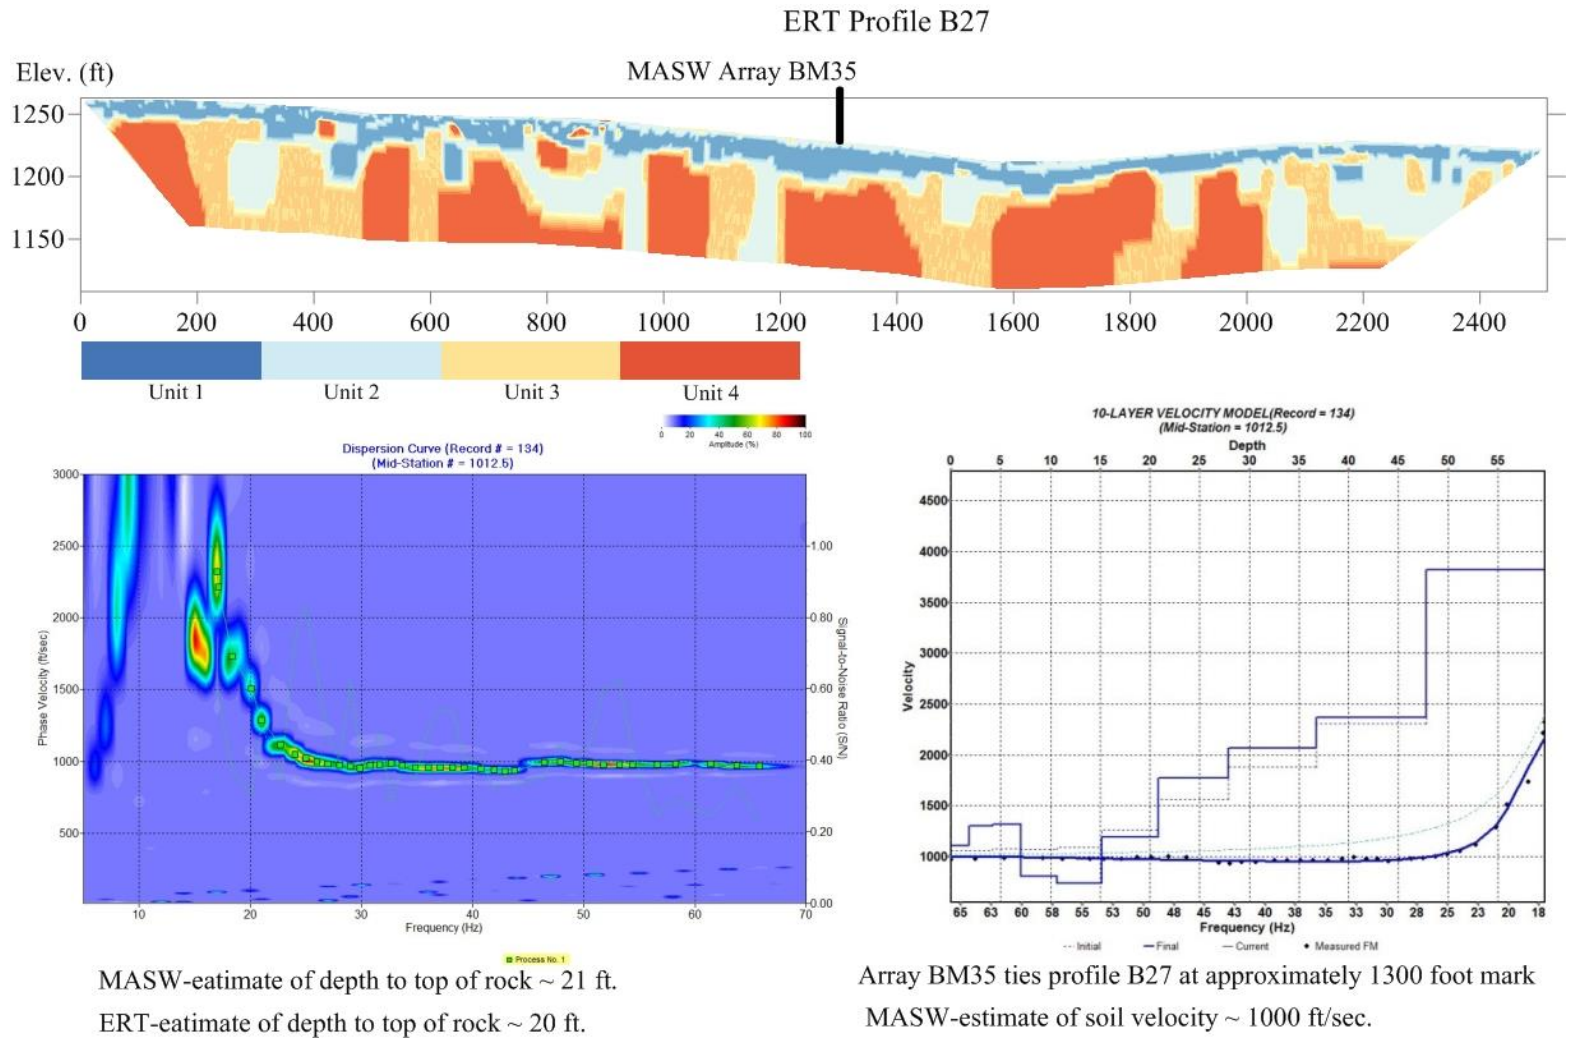 ERT Profile B27
Elev. (ft)
MASW Array BM35
1250
1200
1150
0 200 400 600 800 1000 1200 1400 1600 1800 2000 2200 2400
Unit 1 Unit 2 Unit 3 Unit 4
0 20 40 60 80 100
Amplitude (%)
Dispersion Curve (Record # = 134)
(Mid-Station # = 1012.5)
3000
2500
2000
1500
1000
500
Phase Velocity (ft/sec)
1.00
0.80
0.60
0.40
0.20
0.00
Signal-to-Noise Ratio (S/N)
10 20 30 40 50 60 70
Frequency (Hz)
Process No. 1
10-LAYER VELOCITY MODEL(Record = 134)
(Mid-Station = 1012.5)
Depth
0 5 10 15 20 25 30 35 40 45 50 55
4500
4000
3500
3000
2500
2000
1500
1000
Velocity
65 63 60 58 55 53 50 48 45 43 40 38 35 33 30 28 25 23 20 18
Frequency (Hz)
Initial Final Current Measured FM
MASW-eatimate of depth to top of rock ~ 21 ft.
ERT-eatimate of depth to top of rock ~ 20 ft.
Array BM35 ties profile B27 at approximately 1300 foot mark
MASW-estimate of soil velocity ~ 1000 ft/sec.